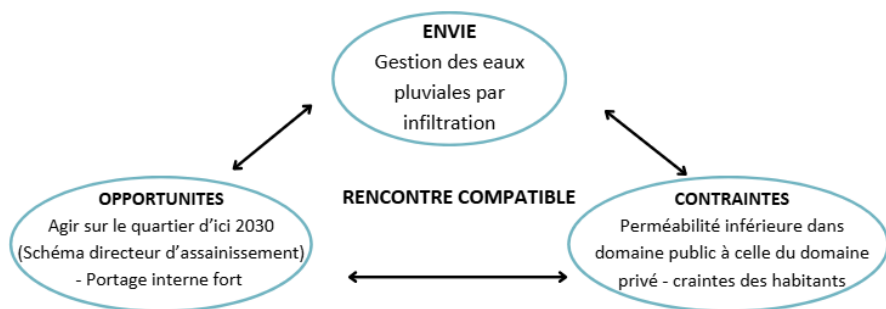 ENVIE
Gestion des eaux
pluviales par
infiltration
OPPORTUNITES
Agir sur le quartier d'ici 2030
(Schéma directeur d'assainissement)
- Portage interne fort
RENCONTRE COMPATIBLE
CONTRAINTES
Perméabilité inférieure dans
domaine public à celle du domaine
privé - craintes des habitants